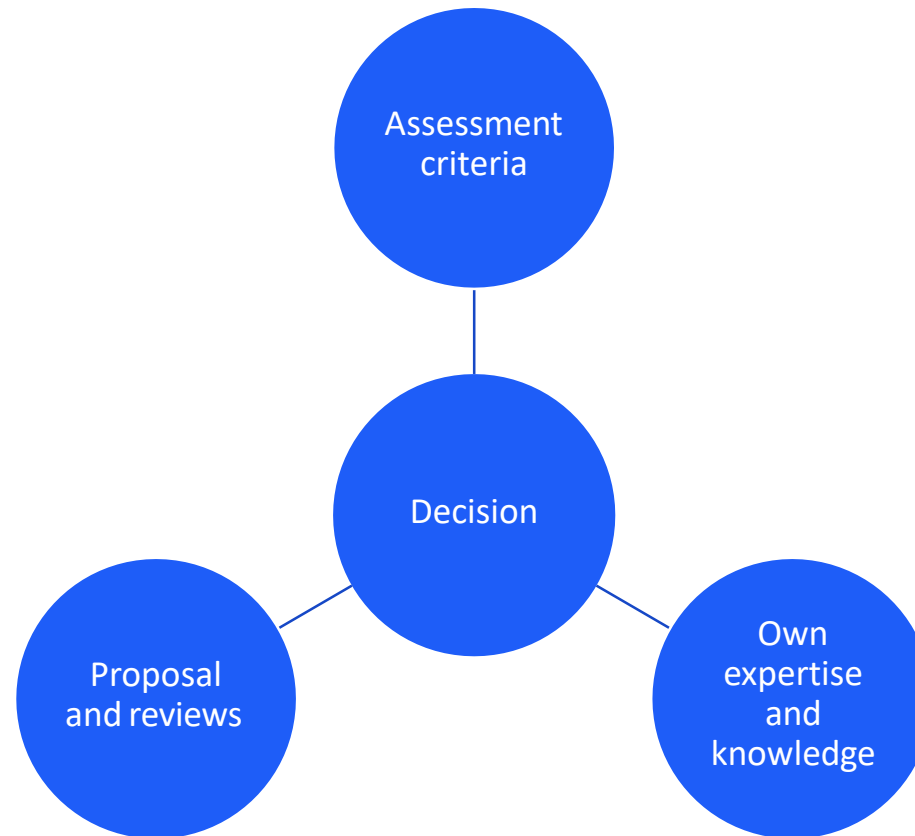 Assessment
criteria
Decision
Proposal
and reviews
Own
expertise
and
knowledge